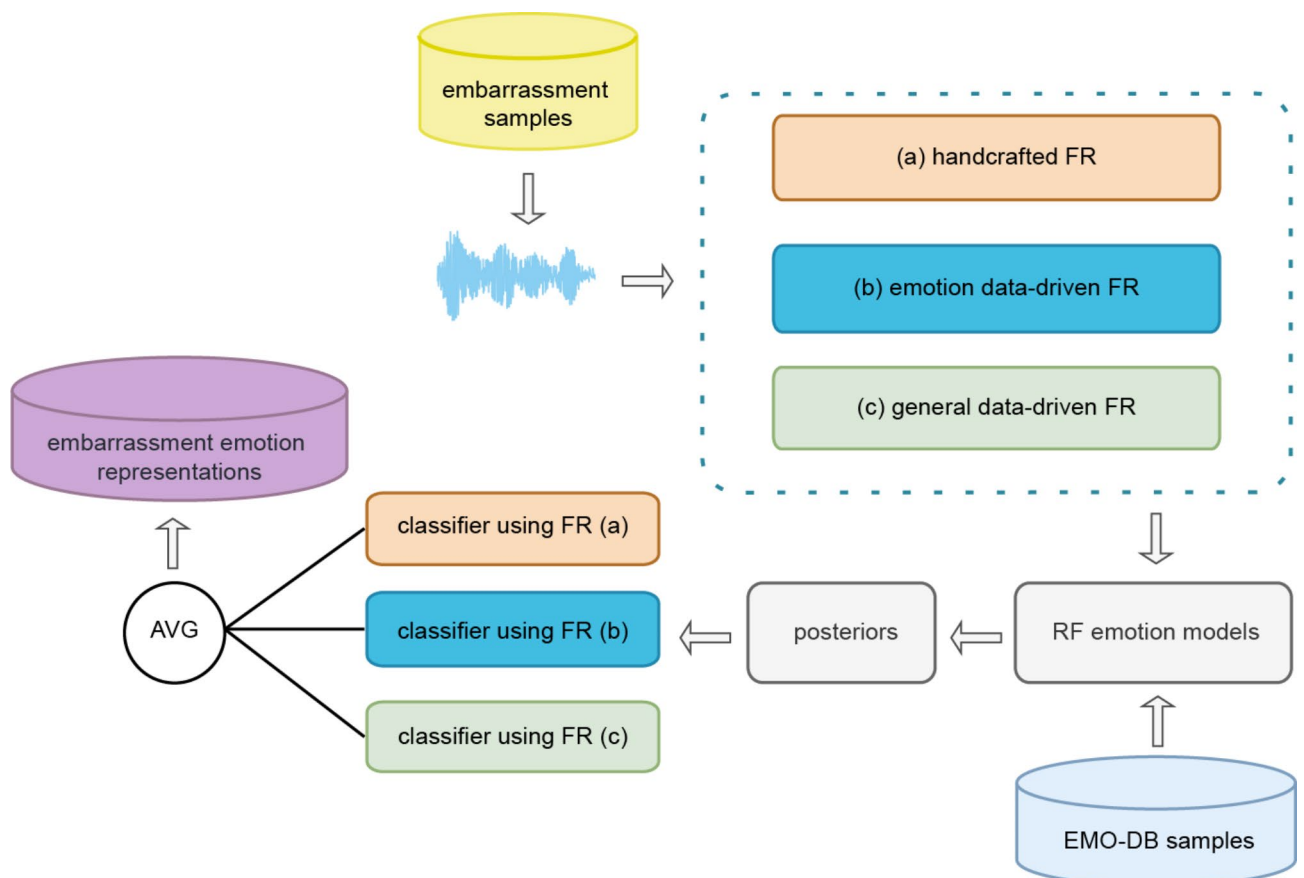 embarrassment
samples
(a) handcrafted FR
(b) emotion data-driven FR
(c) general data-driven FR
embarrassment emotion
representations
classifier using FR (a)
AVG
classifier using FR (b)
posteriors
RF emotion models
classifier using FR (c)
EMO-DB samples